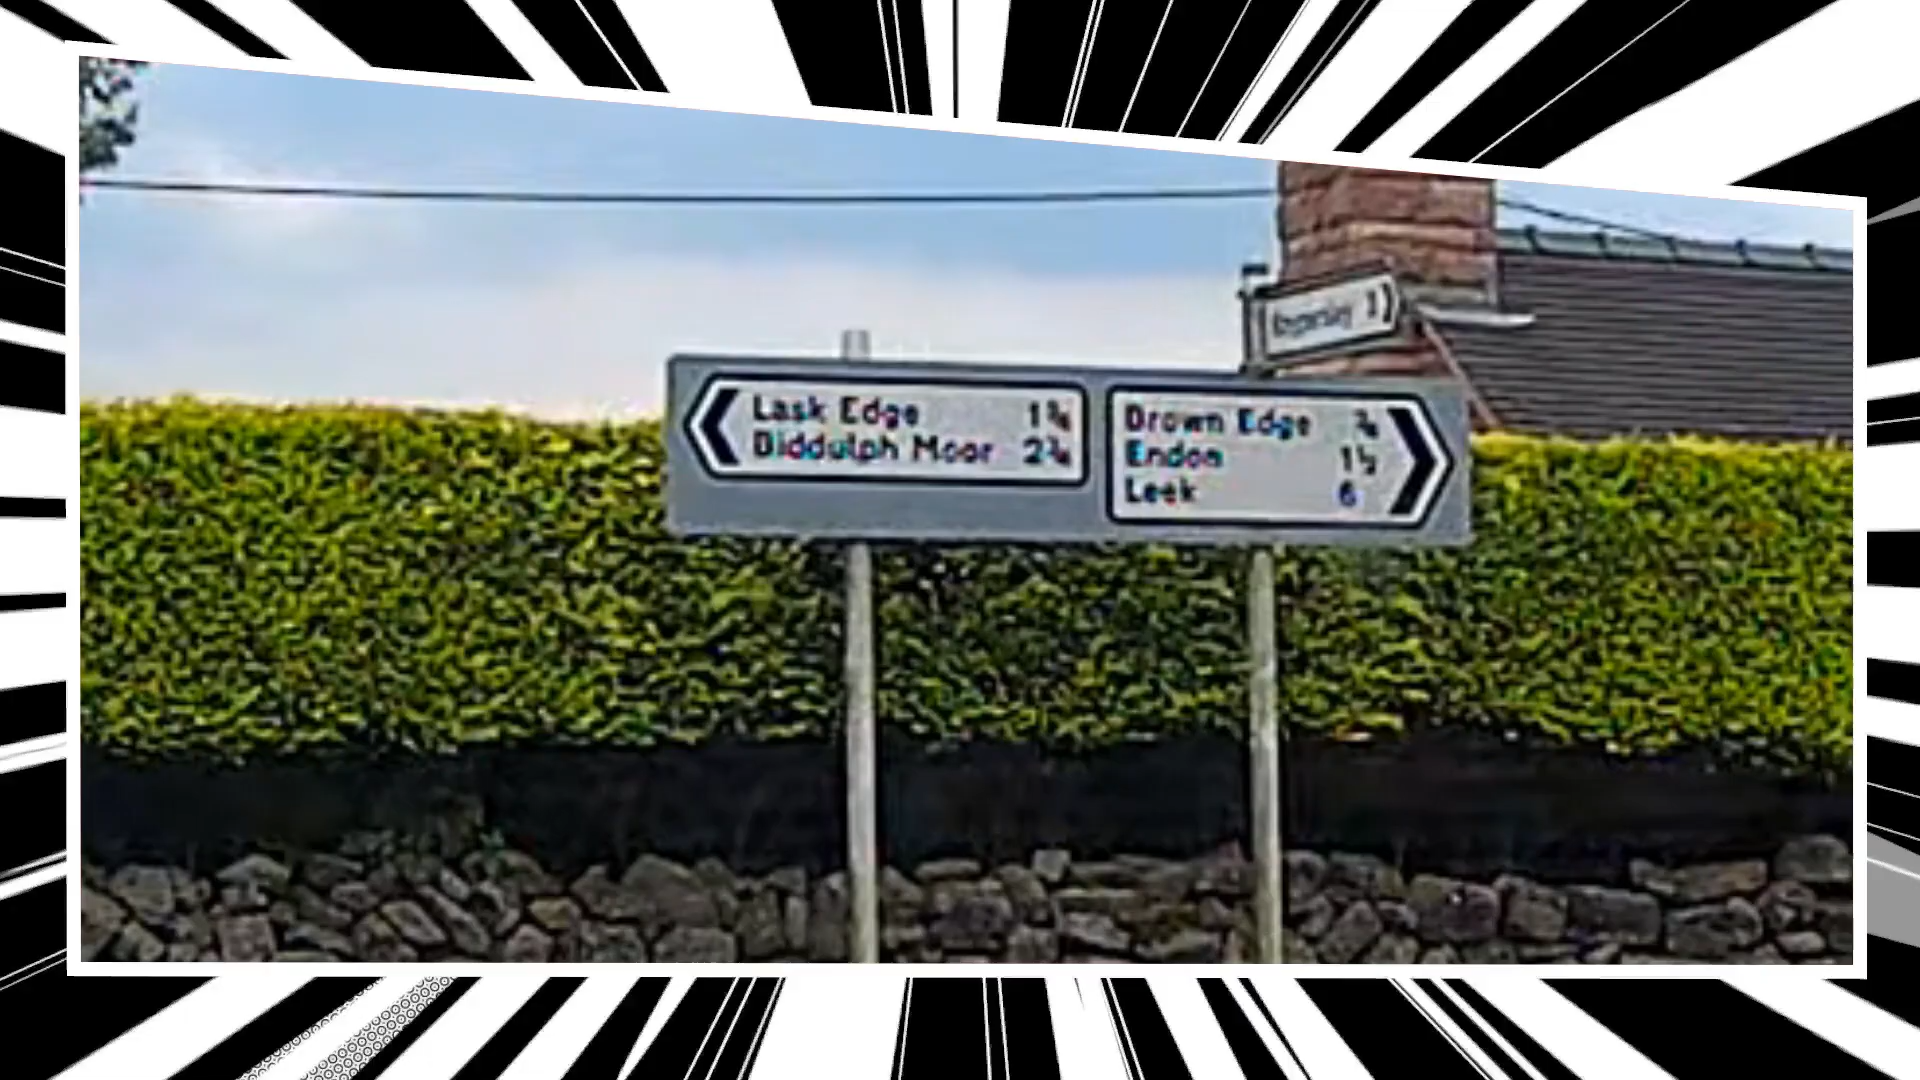 Lask Edge 1¾
Biddulph Moor 2¾
Brown Edge ¾
Endon 1½
Leek 6